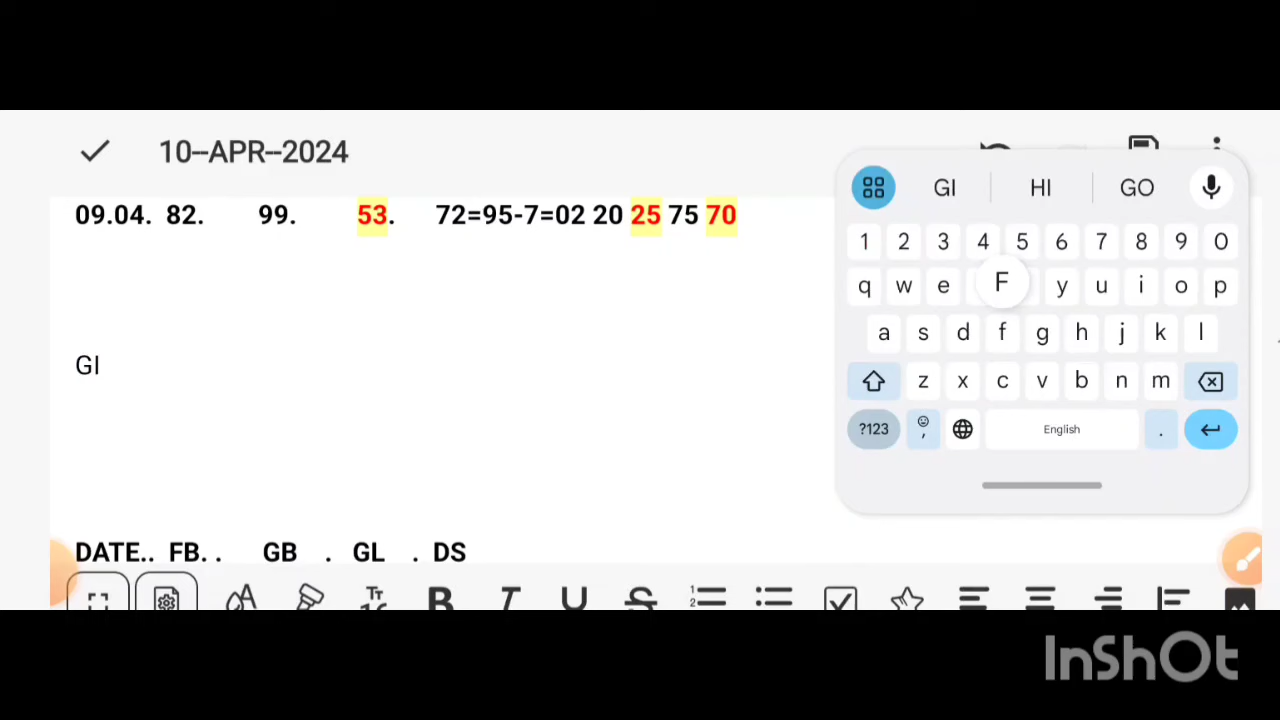 10--APR--2024
09.04. 82. 99. 53. 72=95-7=02 20 25 75 70
GI HI GO
1 2 3 4 5 6 7 8 9 0
q w e F y u i o p
a s d f g h j k l
GI
z x c v b n m
?123 , English .
DATE.. FB. . GB . GL . DS
B T U S
InShOt